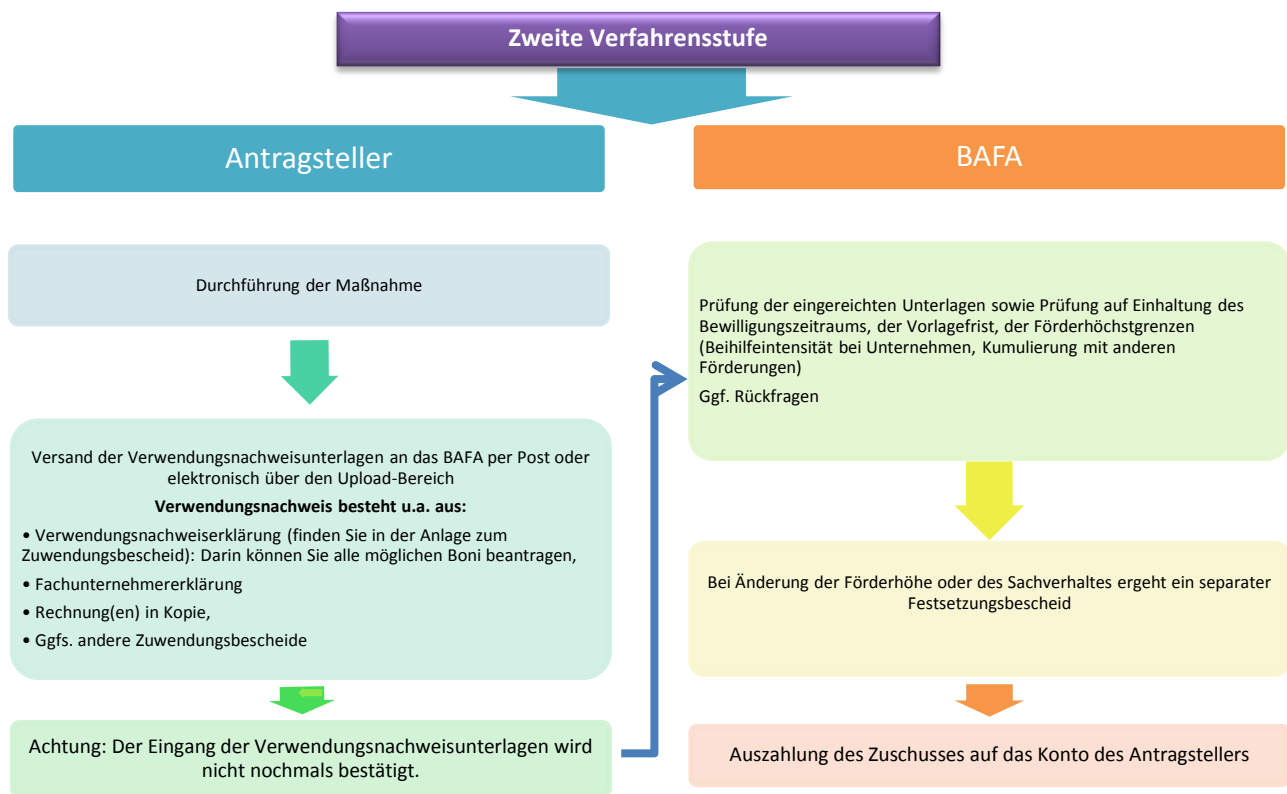 Zweite Verfahrensstufe
Antragsteller
Durchführung der Maßnahme
Versand der Verwendungsnachweisunterlagen an das BAFA per Post oder
elektronisch über den Upload-Bereich
Verwendungsnachweis besteht u.a. aus:
• Verwendungsnachweiserklärung (finden Sie in der Anlage zum
Zuwendungsbescheid): Darin können Sie alle möglichen Boni beantragen,
• Fachunternehmererklärung
• Rechnung(en) in Kopie,
• Ggfs. andere Zuwendungsbescheide
Achtung: Der Eingang der Verwendungsnachweisunterlagen wird
nicht nochmals bestätigt.
BAFA
Prüfung der eingereichten Unterlagen sowie Prüfung auf Einhaltung des
Bewilligungszeitraums, der Vorlagefrist, der Förderhöchstgrenzen
(Beihilfeintensität bei Unternehmen, Kumulierung mit anderen
Förderungen)
Ggf. Rückfragen
Bei Änderung der Förderhöhe oder des Sachverhaltes ergeht ein separater
Festsetzungsbescheid
Auszahlung des Zuschusses auf das Konto des Antragstellers